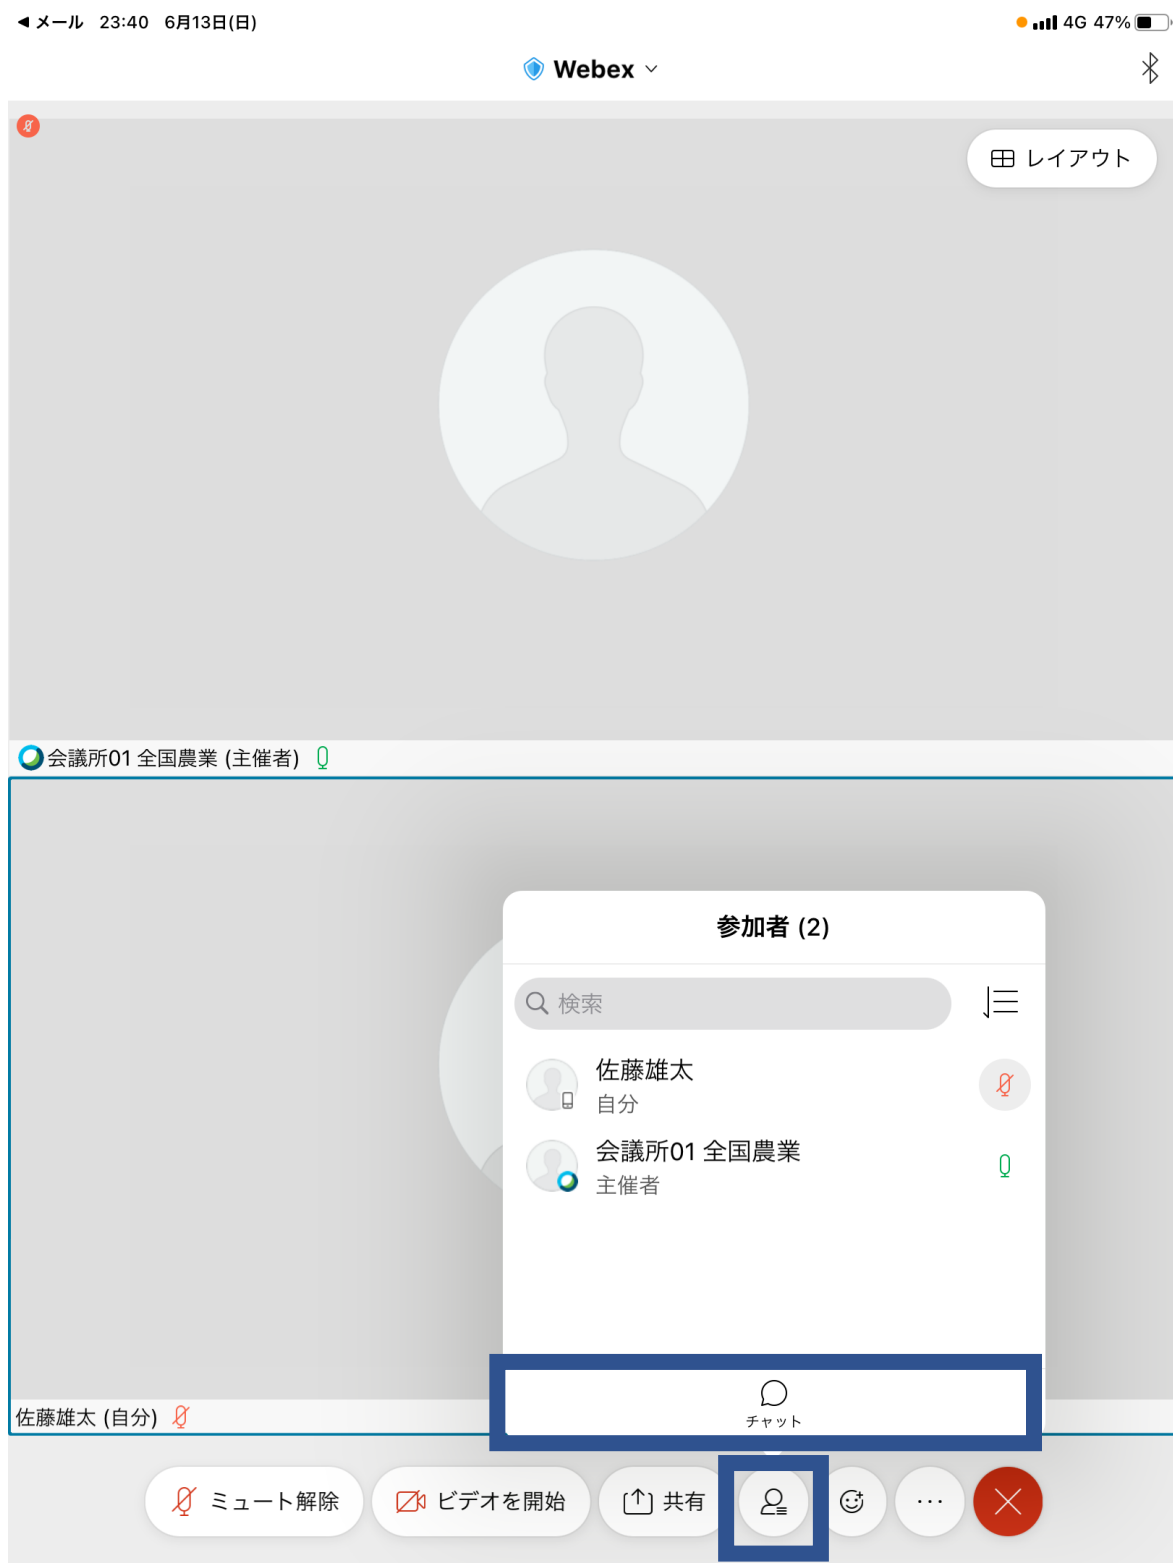 メール 23:40 6月13日(日) 4G 47%
Webex
レイアウト
会議所01 全国農業 (主催者)
参加者 (2)
検索
佐藤雄太
自分
会議所01 全国農業
主催者
チャット
佐藤雄太 (自分)
ミュート解除 ビデオを開始 共有